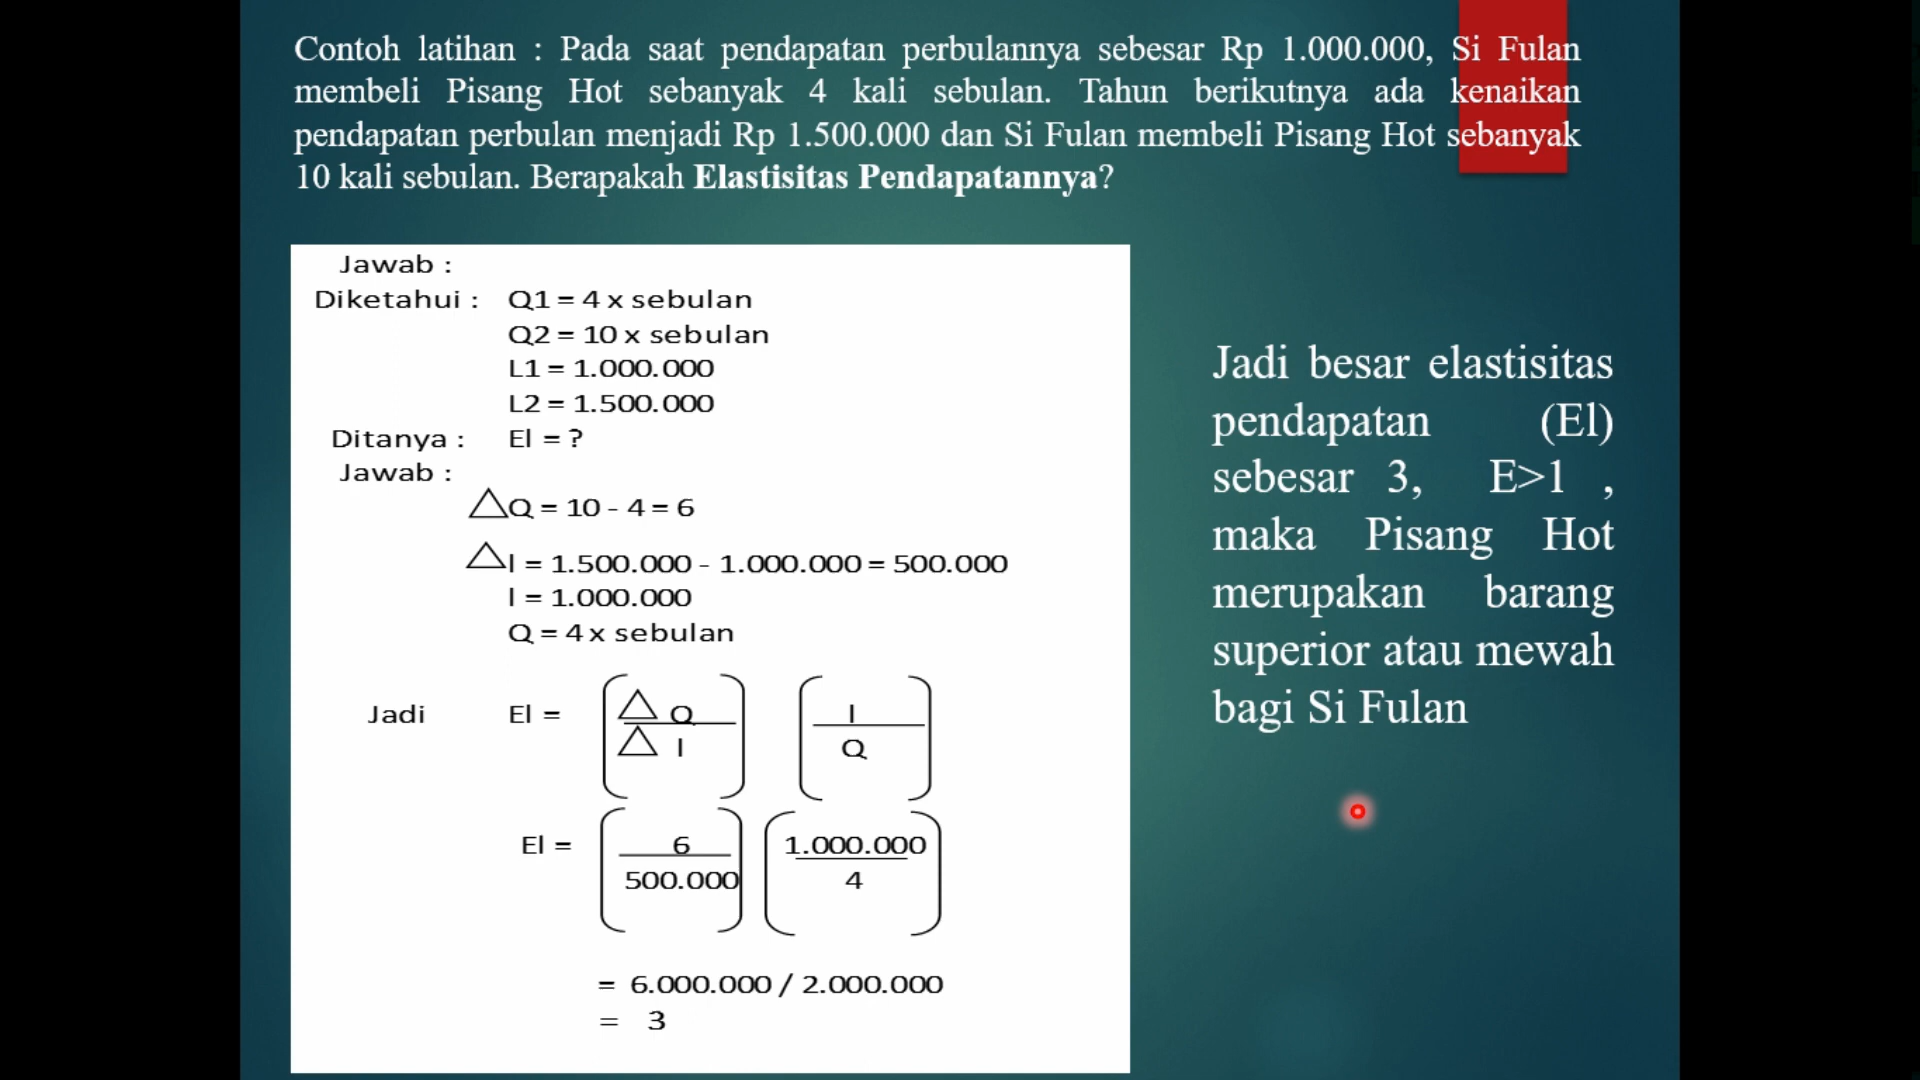 Contoh latihan : Pada saat pendapatan perbulannya sebesar Rp 1.000.000, Si Fulan
membeli Pisang Hot sebanyak 4 kali sebulan. Tahun berikutnya ada kenaikan
pendapatan perbulan menjadi Rp 1.500.000 dan Si Fulan membeli Pisang Hot sebanyak
10 kali sebulan. Berapakah Elastisitas Pendapatannya?
Jawab :
Diketahui : Q1 = 4 x sebulan
Q2 = 10 x sebulan
L1 = 1.000.000
L2 = 1.500.000
Ditanya : El = ?
Jawab :
△Q = 10 - 4 = 6
△I = 1.500.000 - 1.000.000 = 500.000
I = 1.000.000
Q = 4 x sebulan
Jadi El = (△ Q / △ I) (I / Q)
El = (6 / 500.000) (1.000.000 / 4)
= 6.000.000 / 2.000.000
= 3
Jadi besar elastisitas
pendapatan (El)
sebesar 3, E>1 ,
maka Pisang Hot
merupakan barang
superior atau mewah
bagi Si Fulan